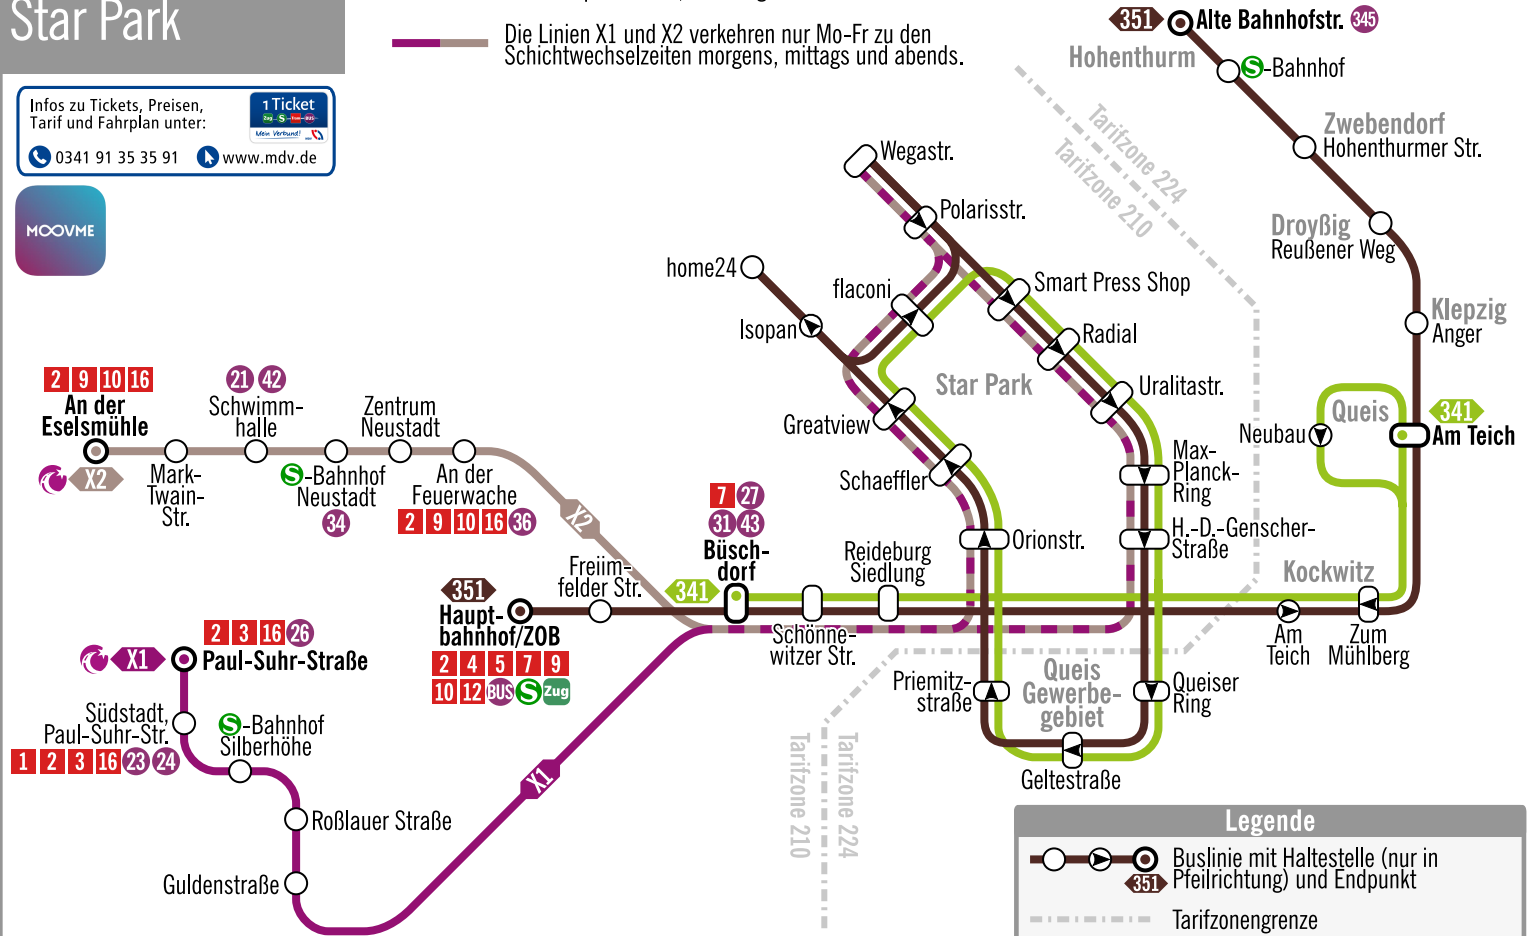 Star Park
Die Linien X1 und X2 verkehren nur Mo-Fr zu den
Schichtwechselzeiten morgens, mittags und abends.
Infos zu Tickets, Preisen,
Tarif und Fahrplan unter:
0341 91 35 35 91
www.mdv.de
1 Ticket
Zug S Tram BUS
Mein Verbund!
MOOVME
351
Alte Bahnhofstr.
345
Hohenthurm
S-Bahnhof
Zwebendorf
Hohenthurmer Str.
Droyßig
Reußener Weg
Klepzig
Anger
Tarifzone 224
Tarifzone 210
Wegastr.
Polarisstr.
home24
flaconi
Isopan
Smart Press Shop
Radial
Star Park
Uralitastr.
Greatview
Schaeffler
Max-
Planck-
Ring
H.-D.-Genscher-
Straße
Orionstr.
Queis
Neubau
341
Am Teich
Kockwitz
Am
Teich
Zum
Mühlberg
2 9 10 16
An der
Eselsmühle
X2
Mark-
Twain-
Str.
21 42
Schwimm-
halle
S-Bahnhof
Neustadt
34
Zentrum
Neustadt
An der
Feuerwache
2 9 10 16 36
X2
7 27
31 43
Büsch-
dorf
341
Reideburg
Siedlung
Schönne-
witzer Str.
Freiim-
felder Str.
351
Haupt-
bahnhof/ZOB
2 4 5 7 9
10 12 BUS S Zug
2 3 16 26
X1
Paul-Suhr-Straße
Südstadt,
Paul-Suhr-Str.
1 2 3 16 23 24
S-Bahnhof
Silberhöhe
Roßlauer Straße
Guldenstraße
X1
Priemitz-
straße
Queis
Gewerbe-
gebiet
Queiser
Ring
Geltestraße
Tarifzone 210
Tarifzone 224
Legende
Buslinie mit Haltestelle (nur in
351
Pfeilrichtung) und Endpunkt
Tarifzonengrenze